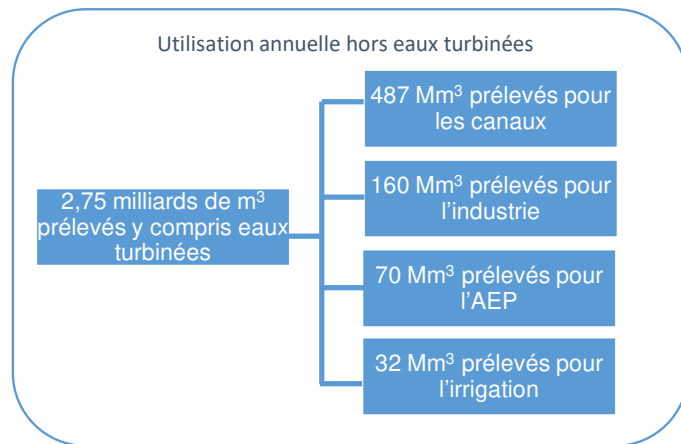 Utilisation annuelle hors eaux turbinées
2,75 milliards de m³
prélevés y compris eaux
turbinées
487 Mm³ prélevés pour
les canaux
160 Mm³ prélevés pour
l'industrie
70 Mm³ prélevés pour
l'AEP
32 Mm³ prélevés pour
l'irrigation